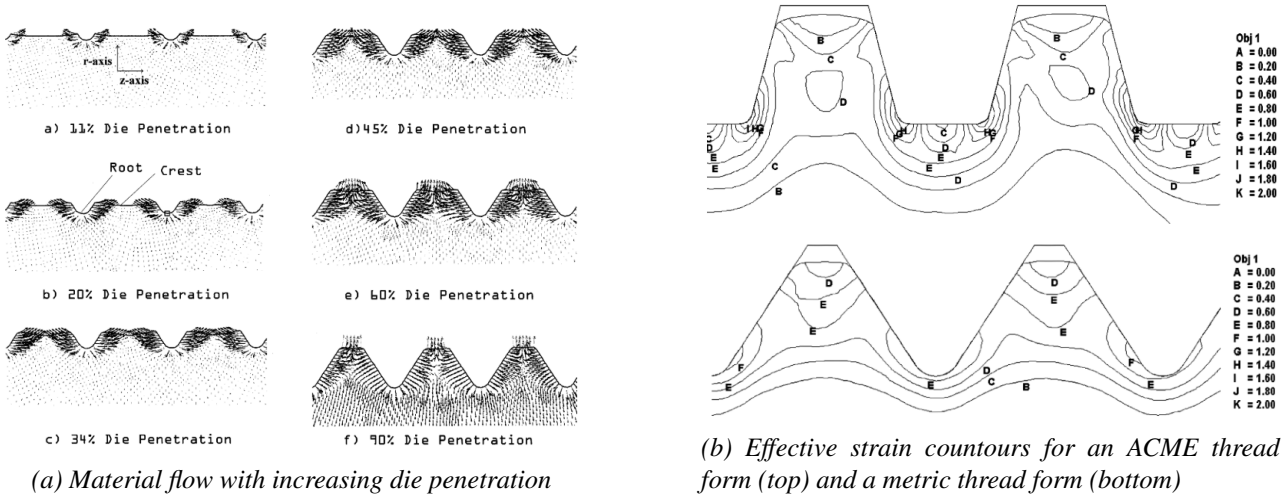 r-axis
z-axis
a) 11% Die Penetration
d)45% Die Penetration
Root
Crest
b) 20% Die Penetration
e) 60% Die Penetration
c) 34% Die Penetration
f) 90% Die Penetration
(a) Material flow with increasing die penetration
B
C
D
B
C
D
Obj 1
A = 0.00
B = 0.20
C = 0.40
D = 0.60
E = 0.80
F = 1.00
G = 1.20
H = 1.40
I = 1.60
J = 1.80
K = 2.00
D
E
C
B
C
D
E
E
D
D
E
E
D
D
E
E
F
E
D
C
B
D
E
E
F
E
Obj 1
A = 0.00
B = 0.20
C = 0.40
D = 0.60
E = 0.80
F = 1.00
G = 1.20
H = 1.40
I = 1.60
J = 1.80
K = 2.00
(b) Effective strain countours for an ACME thread
form (top) and a metric thread form (bottom)